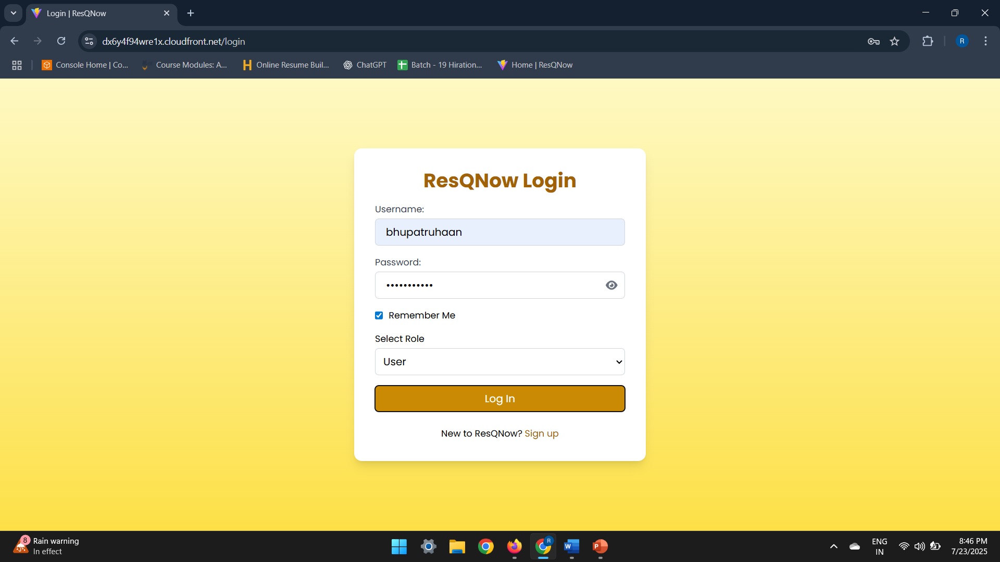 Login | ResQNow
dx6y4f94wre1x.cloudfront.net/login
R
Console Home | Co...
Course Modules: A...
Online Resume Buil...
ChatGPT
Batch - 19 Hiration...
Home | ResQNow
ResQNow Login
Username:
bhupatruhaan
Password:
•••••••••••
Remember Me
Select Role
User
Log In
New to ResQNow? Sign up
8
Rain warning
In effect
R
W
P
ENG
IN
8:46 PM
7/23/2025